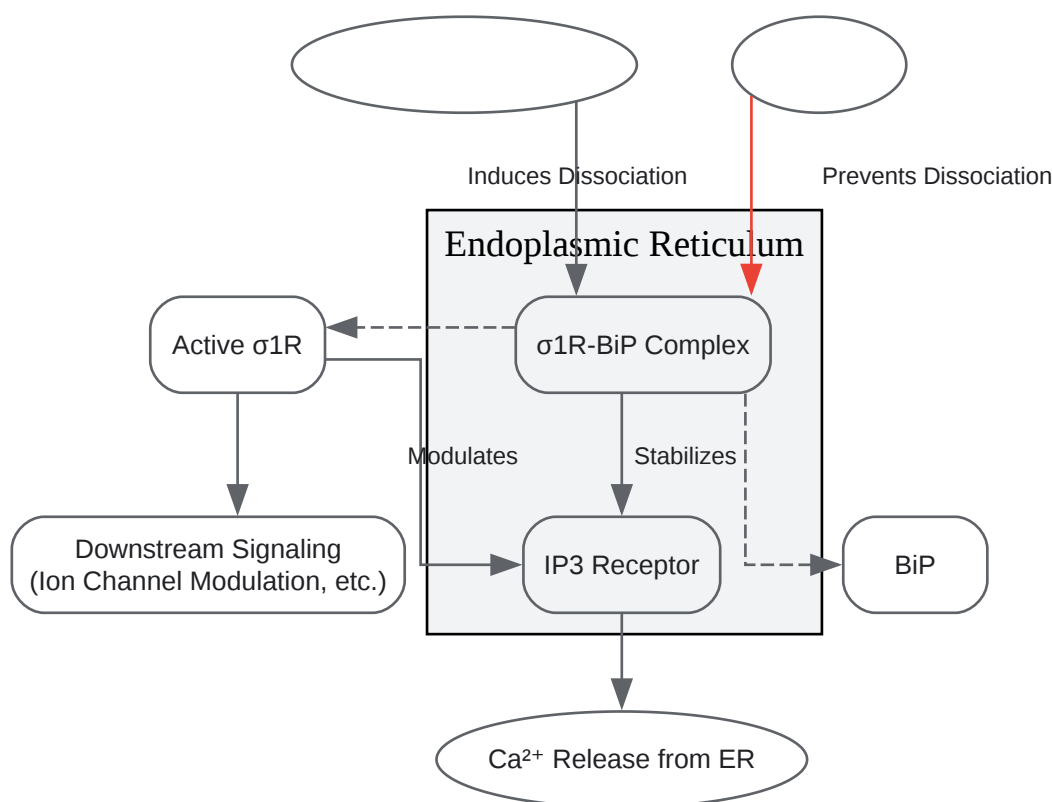 Induces Dissociation
Prevents Dissociation
Endoplasmic Reticulum
Active σ1R
σ1R-BiP Complex
Modulates
Stabilizes
Downstream Signaling
(Ion Channel Modulation, etc.)
IP3 Receptor
BiP
Ca²⁺ Release from ER